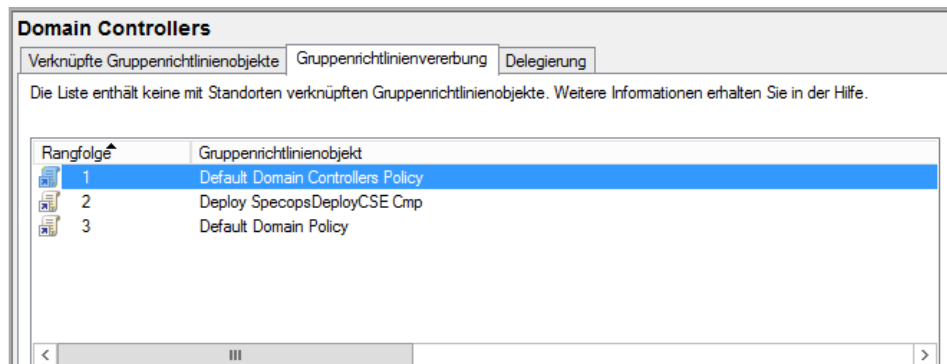 Domain Controllers
Verknüpfte Gruppenrichtlinienobjekte Gruppenrichtlinienvererbung Delegierung
Die Liste enthält keine mit Standorten verknüpften Gruppenrichtlinienobjekte. Weitere Informationen erhalten Sie in der Hilfe.
Rangfolge Gruppenrichtlinienobjekt
1 Default Domain Controllers Policy
2 Deploy SpecopsDeployCSE Cmp
3 Default Domain Policy